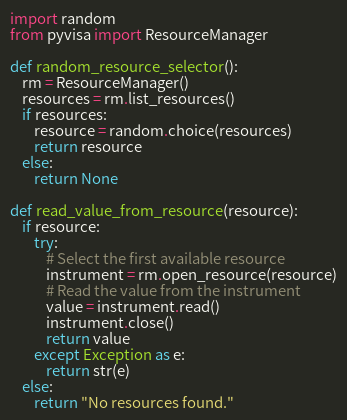 import random
from pyvisa import ResourceManager

def random_resource_selector():
    rm = ResourceManager()
    resources = rm.list_resources()
    if resources:
        resource = random.choice(resources)
        return resource
    else:
        return None

def read_value_from_resource(resource):
    if resource:
        try:
            # Select the first available resource
            instrument = rm.open_resource(resource)
            # Read the value from the instrument
            value = instrument.read()
            instrument.close()
            return value
        except Exception as e:
            return str(e)
    else:
        return "No resources found."